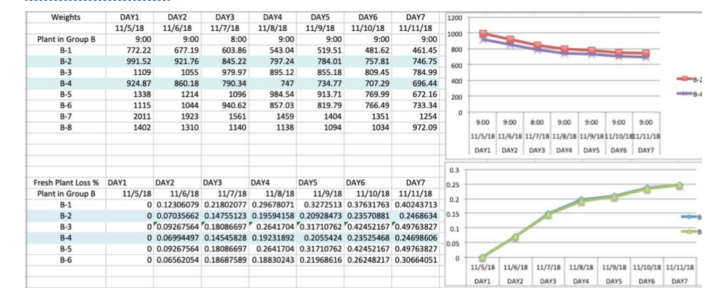 Weights DAY1 DAY2 DAY3 DAY4 DAY5 DAY6 DAY7
11/5/18 11/6/18 11/7/18 11/8/18 11/9/18 11/10/18 11/11/18
Plant in Group B 9:00 9:00 8:00 9:00 9:00 9:00 9:00
B-1 772.22 677.19 603.86 543.04 519.51 481.62 461.45
B-2 991.52 921.76 845.22 797.24 784.01 757.81 746.75
B-3 1109 1055 979.97 895.12 855.18 809.45 784.99
B-4 924.87 860.18 790.34 747 734.77 707.29 696.44
B-5 1338 1214 1096 984.54 913.71 769.99 672.16
B-6 1115 1044 940.62 857.03 819.79 766.49 733.34
B-7 2011 1923 1561 1459 1404 1351 1254
B-8 1402 1310 1140 1138 1094 1034 972.09
Fresh Plant Loss % DAY1 DAY2 DAY3 DAY4 DAY5 DAY6 DAY7
Plant in Group B 11/5/18 11/6/18 11/7/18 11/8/18 11/9/18 11/10/18 11/11/18
B-1 0 0.12306079 0.21802077 0.29678071 0.3272513 0.37631763 0.40243713
B-2 0 0.07035662 0.14755123 0.19594158 0.20928473 0.23570881 0.2468634
B-3 0 0.09267564 0.18086697 0.2641704 0.31710762 0.42452167 0.49763827
B-4 0 0.06994497 0.14545828 0.19231892 0.2055424 0.23525468 0.24698606
B-5 0 0.09267564 0.18086697 0.2641704 0.31710762 0.42452167 0.49763827
B-6 0 0.06562054 0.18687589 0.18830243 0.21968616 0.26248217 0.30664051
1200
1000
800
600
400
200
0
9:00 9:00 8:00 9:00 9:00 9:00 9:00
11/5/18 11/6/18 11/7/18 11/8/18 11/9/18 11/10/18 11/11/18
DAY1 DAY2 DAY3 DAY4 DAY5 DAY6 DAY7
B-2
B-4
0.3
0.25
0.2
0.15
0.1
0.05
0
11/5/18 11/6/18 11/7/18 11/8/18 11/9/18 11/10/18 11/11/18
DAY1 DAY2 DAY3 DAY4 DAY5 DAY6 DAY7
B
B